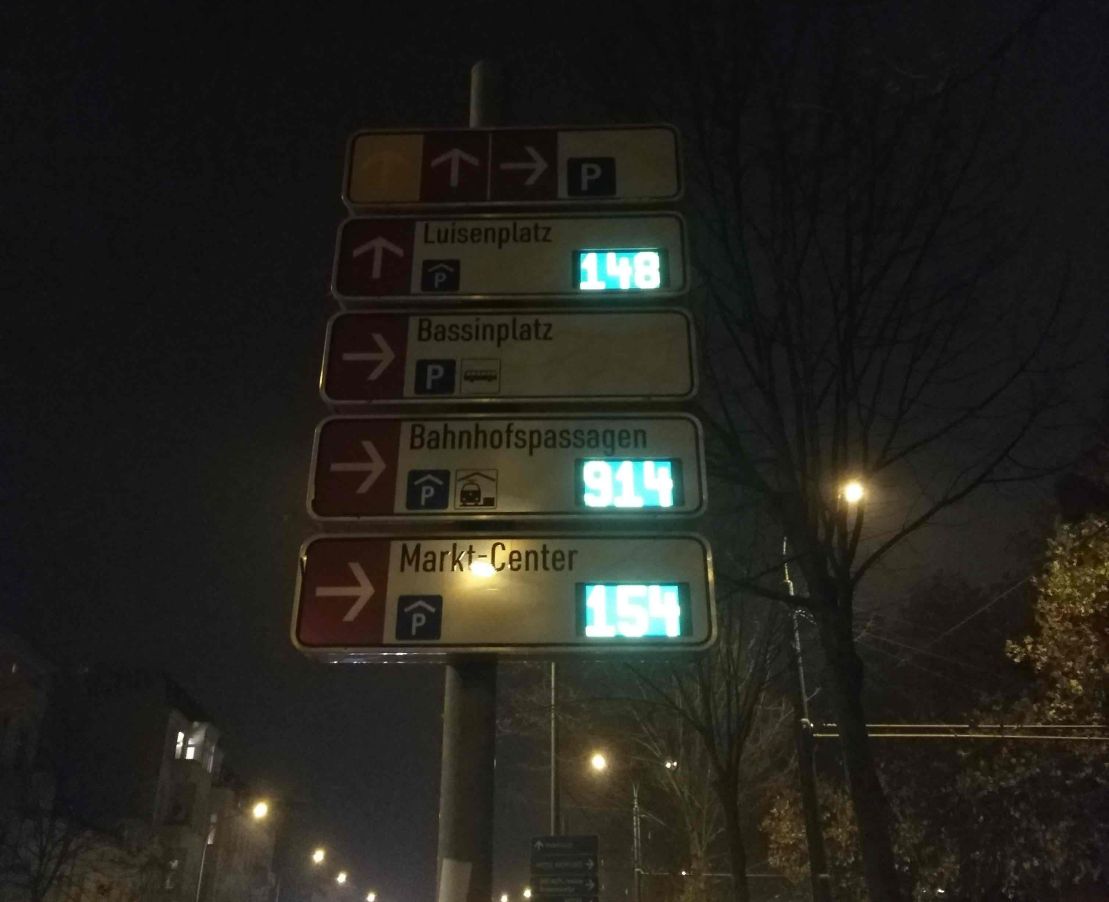 P
Luisenplatz
P 148
Bassinplatz
P
Bahnhofspassagen
P 914
Markt-Center
P 154